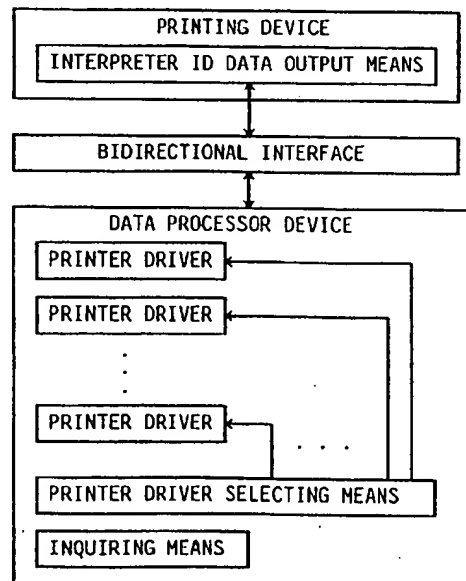 PRINTING DEVICE
INTERPRETER ID DATA OUTPUT MEANS
BIDIRECTIONAL INTERFACE
DATA PROCESSOR DEVICE
PRINTER DRIVER
PRINTER DRIVER
PRINTER DRIVER
PRINTER DRIVER SELECTING MEANS
INQUIRING MEANS